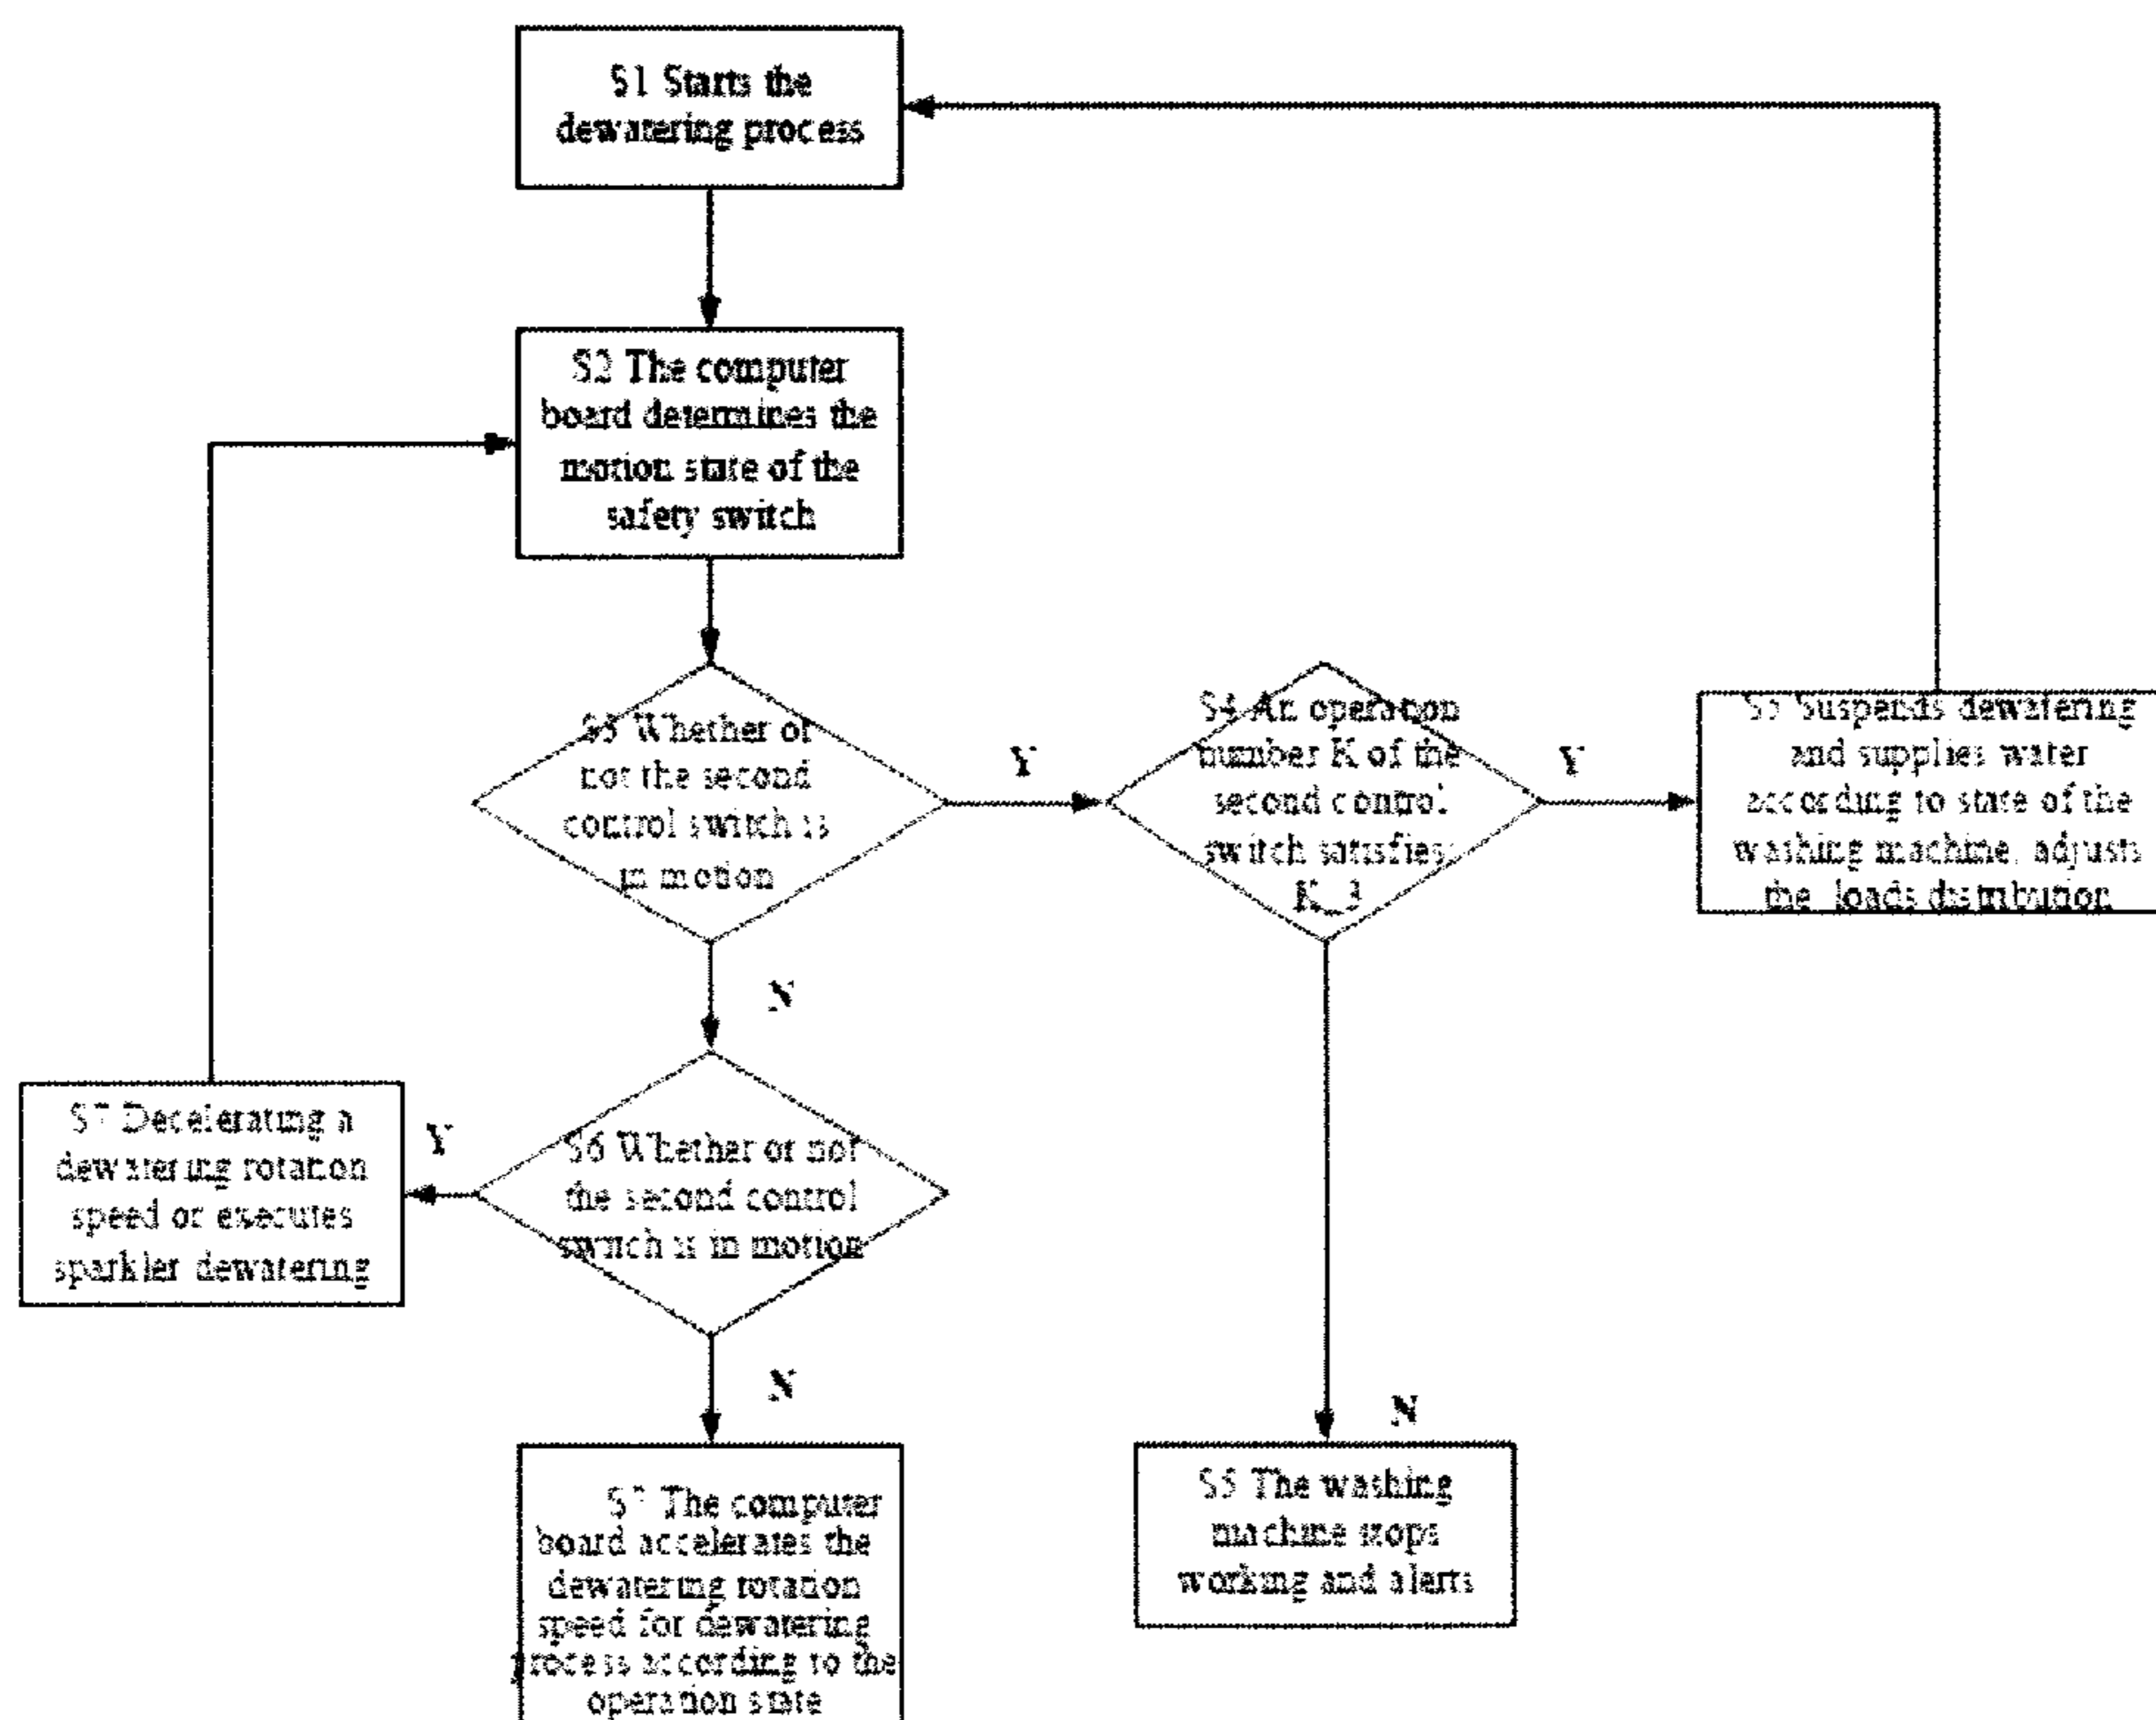 S1 Starts the
dewatering process
S2 The computer
board determines the
motion state of the
safety switch
Whether or
not the second
control switch is
in motion
Y
S4 An operation
number K of the
second control
switch satisfies:
Y
Suspends dewatering
and supplies water
according to state of the
washing machine, adjusts
the loads distribution
N
S7 Decelerating a
dewatering rotation
speed or executes
sparkler dewatering
Y
S6 Whether or not
the second control
switch is in motion
N
N
The computer
board accelerates the
dewatering rotation
speed for dewatering
process according to the
operation state
S5 The washing
machine stops
working and alerts